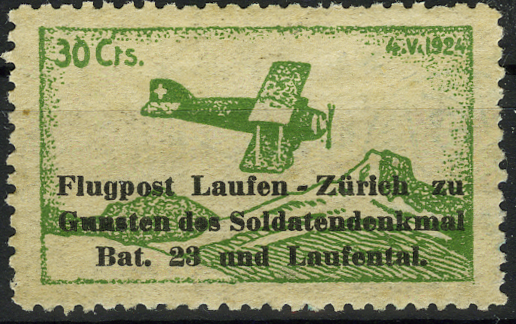 30 Cts.
4.V.1924
Flugpost Laufen - Zürich zu
Gunsten des Soldatendenkmal
Bat. 23 und Laufental.